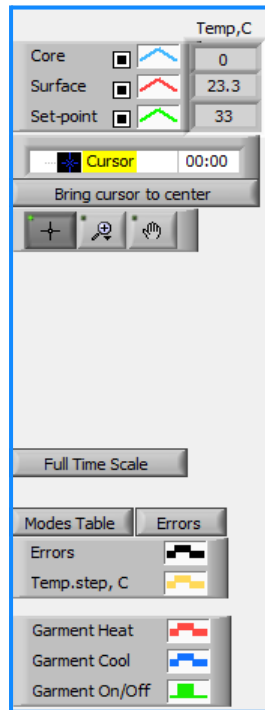 Temp,C
Core 0
Surface 23.3
Set-point 33
Cursor 00:00
Bring cursor to center
Full Time Scale
Modes Table Errors
Errors
Temp.step, C
Garment Heat
Garment Cool
Garment On/Off